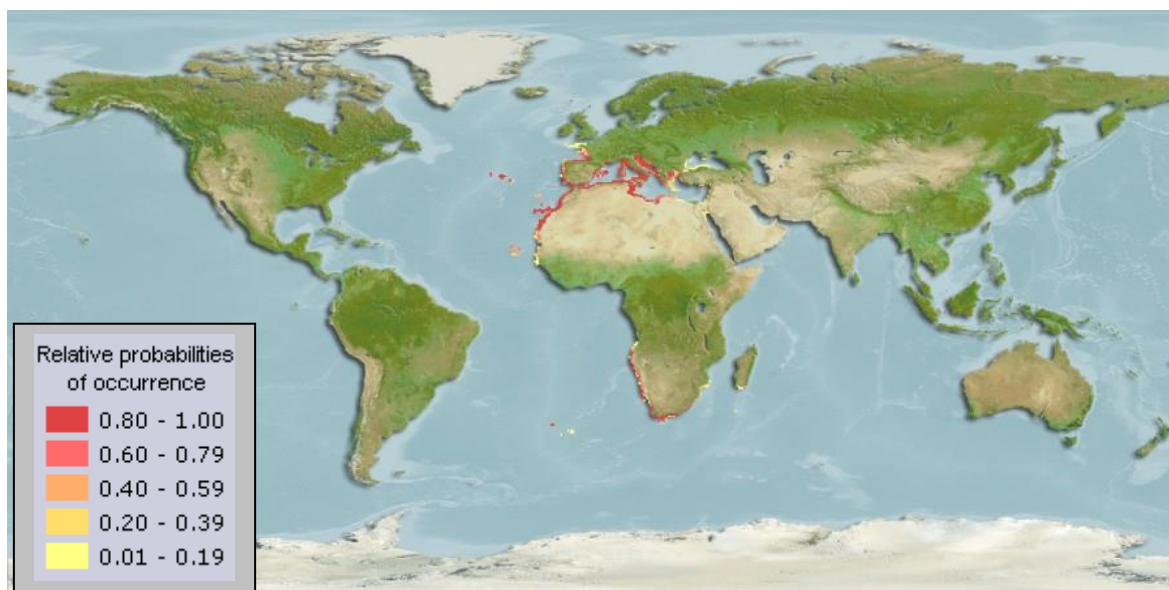 Relative probabilities
of occurrence
0.80 - 1.00
0.60 - 0.79
0.40 - 0.59
0.20 - 0.39
0.01 - 0.19